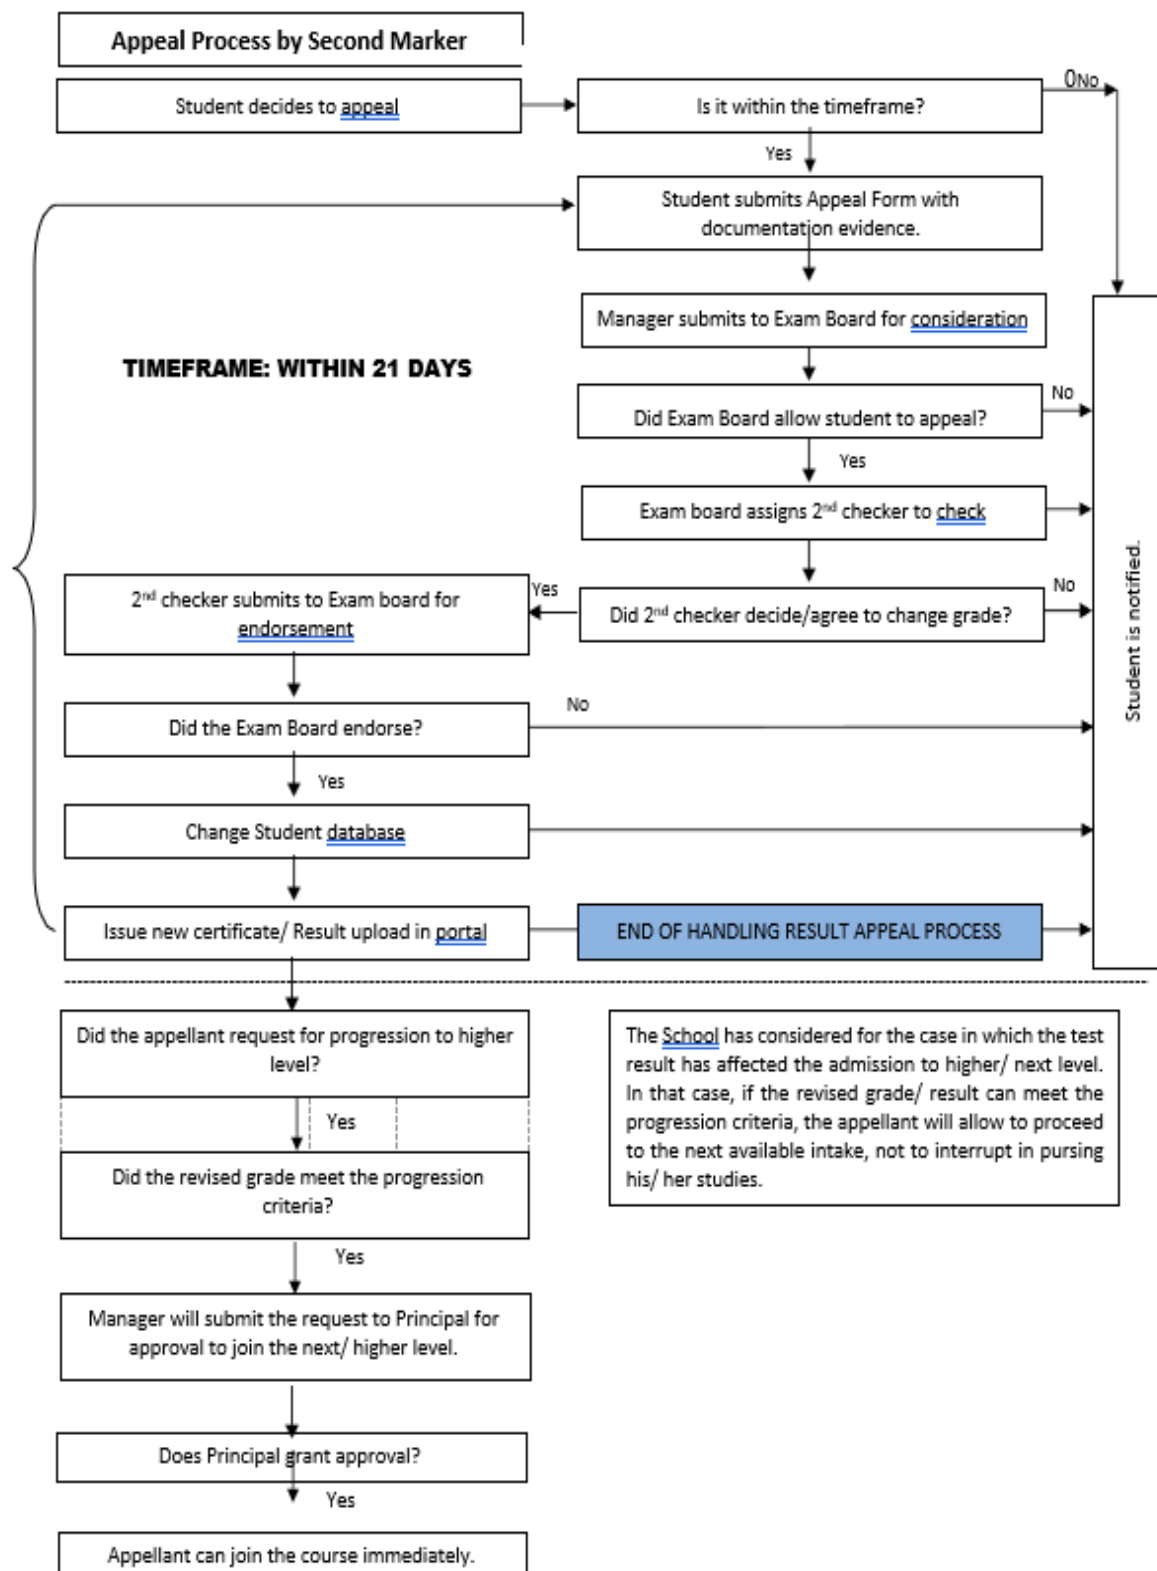 Appeal Process by Second Marker
Student decides to appeal
Is it within the timeframe?
0No
Yes
Student submits Appeal Form with
documentation evidence.
Manager submits to Exam Board for consideration
TIMEFRAME: WITHIN 21 DAYS
Did Exam Board allow student to appeal?
No
Yes
Exam board assigns 2nd checker to check
Did 2nd checker decide/agree to change grade?
No
Yes
2nd checker submits to Exam board for
endorsement
Student is notified.
Did the Exam Board endorse?
No
Yes
Change Student database
Issue new certificate/ Result upload in portal
END OF HANDLING RESULT APPEAL PROCESS
Did the appellant request for progression to higher
level?
Yes
Did the revised grade meet the progression
criteria?
Yes
Manager will submit the request to Principal for
approval to join the next/ higher level.
Does Principal grant approval?
Yes
Appellant can join the course immediately.
The School has considered for the case in which the test
result has affected the admission to higher/ next level.
In that case, if the revised grade/ result can meet the
progression criteria, the appellant will allow to proceed
to the next available intake, not to interrupt in pursing
his/ her studies.